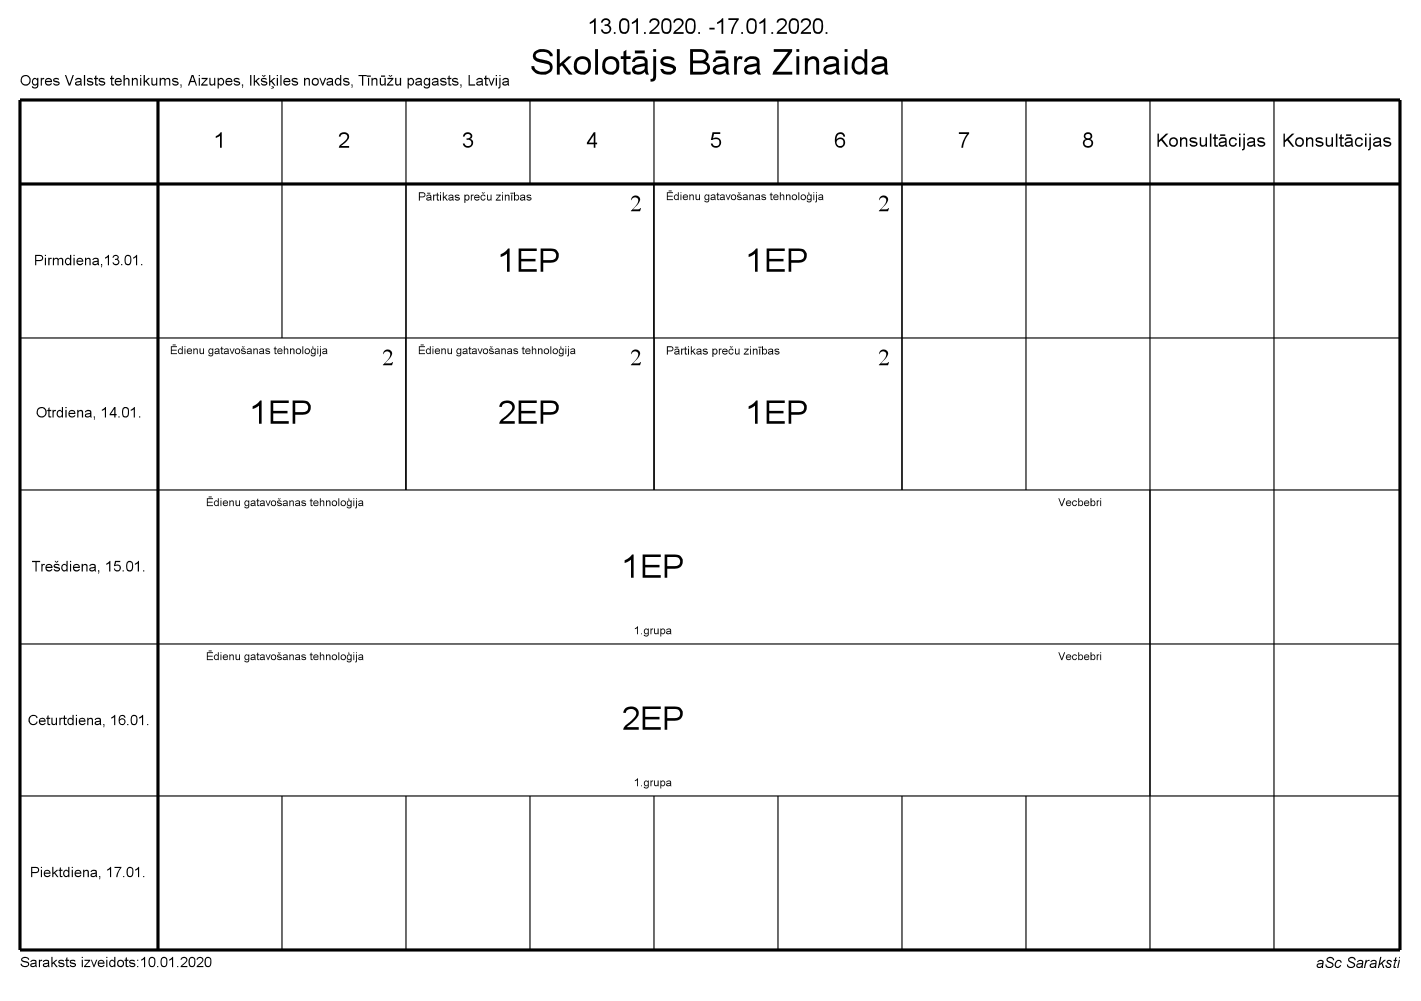 13.01.2020. -17.01.2020.
Skolotājs Bāra Zinaida
Ogres Valsts tehnikums, Aizupes, Ikšķiles novads, Tīnūžu pagasts, Latvija
1 2 3 4 5 6 7 8 Konsultācijas Konsultācijas
Pārtikas preču zinības 2 Ēdienu gatavošanas tehnoloģija 2
Pirmdiena,13.01. 1EP 1EP
Ēdienu gatavošanas tehnoloģija 2 Ēdienu gatavošanas tehnoloģija 2 Pārtikas preču zinības 2
Otrdiena, 14.01. 1EP 2EP 1EP
Ēdienu gatavošanas tehnoloģija Vecbebri
Trešdiena, 15.01. 1EP
1.grupa
Ēdienu gatavošanas tehnoloģija Vecbebri
Ceturtdiena, 16.01. 2EP
1.grupa
Piektdiena, 17.01.
Saraksts izveidots:10.01.2020 aSc Saraksti